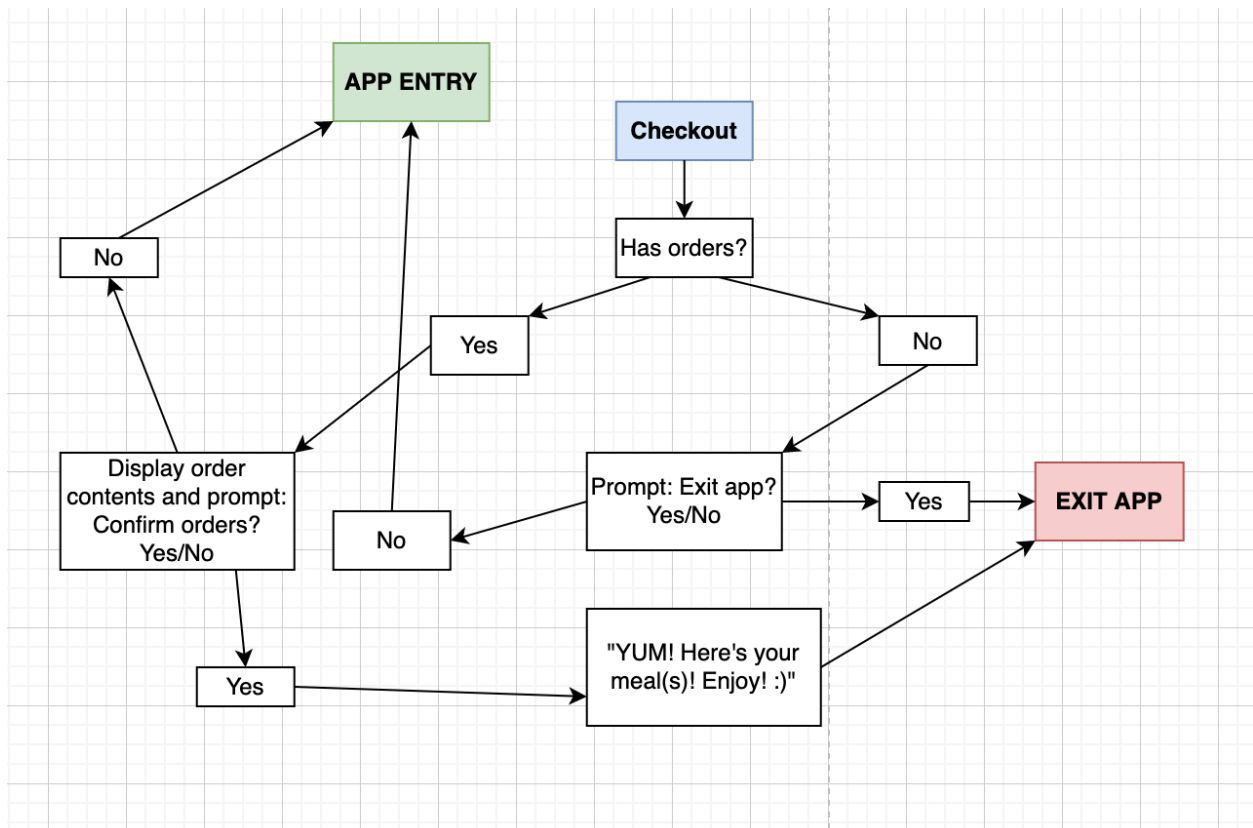 APP ENTRY
Checkout
Has orders?
No
Yes
No
Display order
contents and prompt:
Confirm orders?
Yes/No
Prompt: Exit app?
Yes/No
Yes
EXIT APP
No
"YUM! Here's your
meal(s)! Enjoy! :)"
Yes